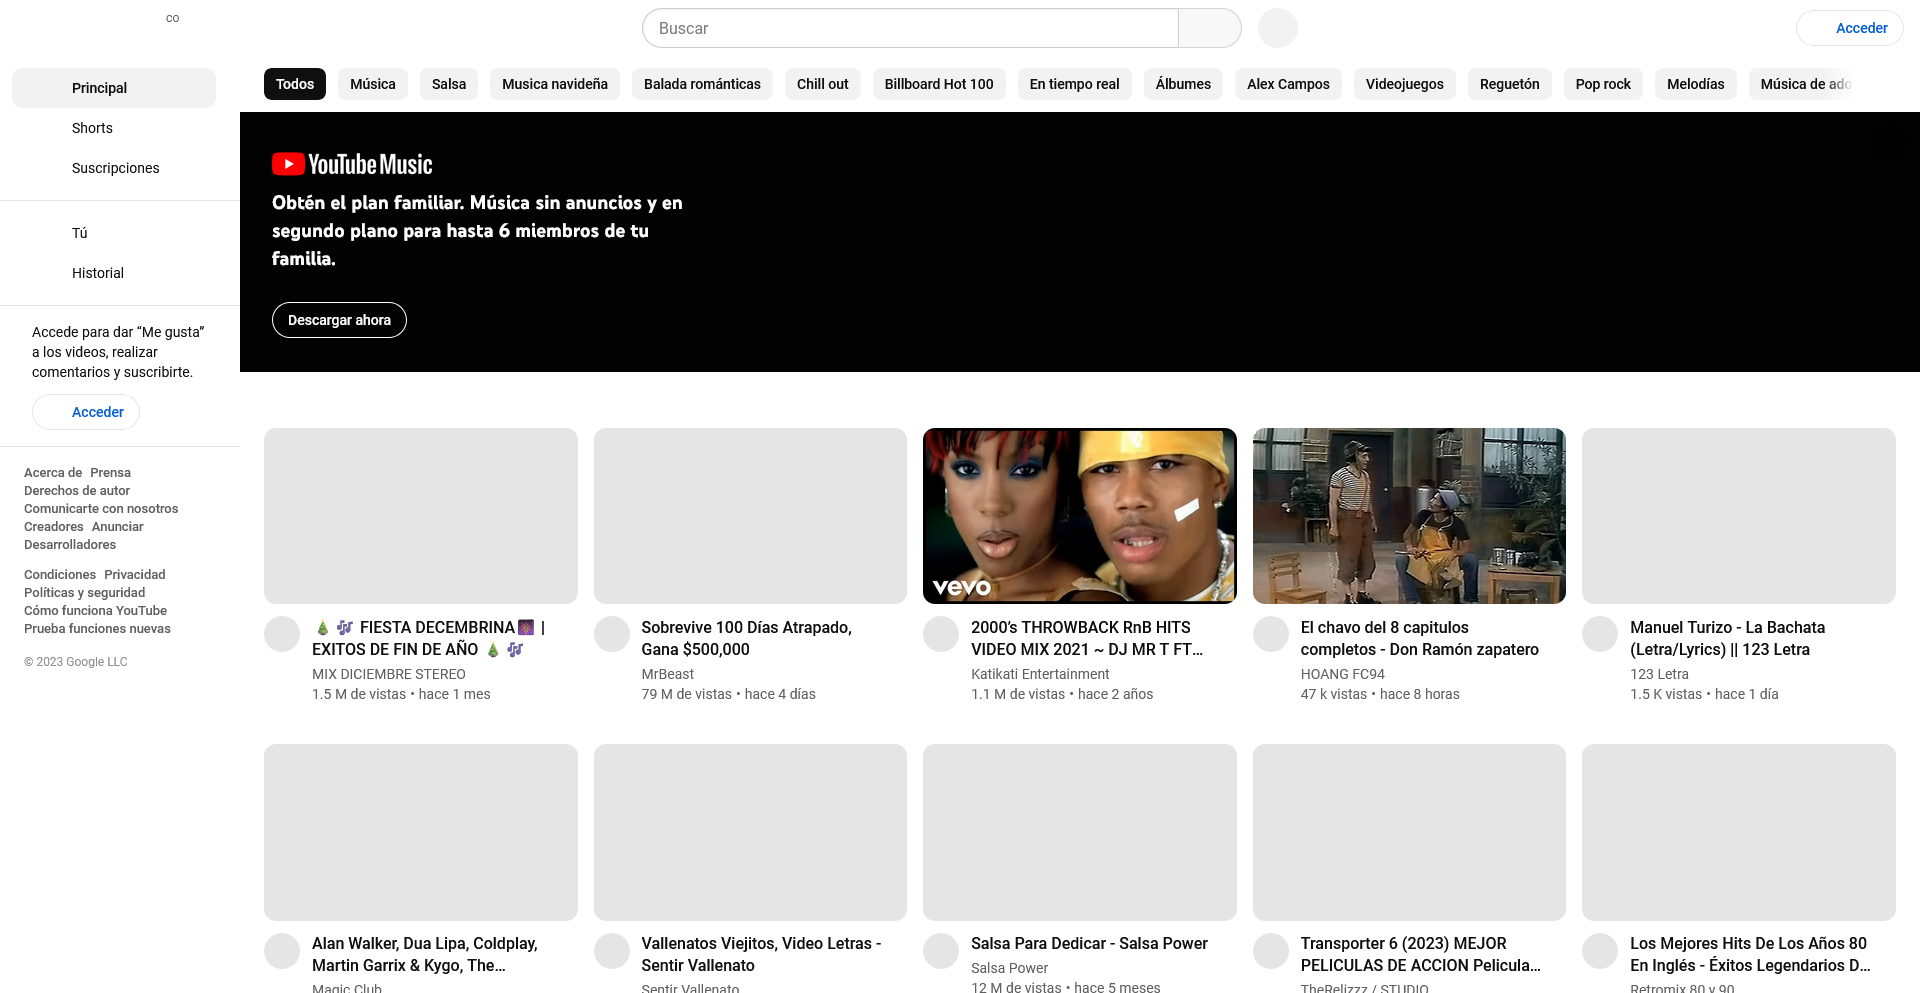 CO
Buscar
Acceder
Principal
Shorts
Suscripciones
Tú
Historial
Accede para dar “Me gusta”
a los videos, realizar
comentarios y suscribirte.
Acceder
Acerca de Prensa
Derechos de autor
Comunicarte con nosotros
Creadores Anunciar
Desarrolladores
Condiciones Privacidad
Políticas y seguridad
Cómo funciona YouTube
Prueba funciones nuevas
© 2023 Google LLC
Todos Música Salsa Musica navideña Balada románticas Chill out Billboard Hot 100 En tiempo real Álbumes Alex Campos Videojuegos Reguetón Pop rock Melodías Música de ado
YouTube Music
Obtén el plan familiar. Música sin anuncios y en
segundo plano para hasta 6 miembros de tu
familia.
Descargar ahora
🎄 🎶 FIESTA DECEMBRINA🎆 |
EXITOS DE FIN DE AÑO 🎄 🎶
MIX DICIEMBRE STEREO
1.5 M de vistas • hace 1 mes
Sobrevive 100 Días Atrapado,
Gana $500,000
MrBeast
79 M de vistas • hace 4 días
vevo
2000’s THROWBACK RnB HITS
VIDEO MIX 2021 ~ DJ MR T FT…
Katikati Entertainment
1.1 M de vistas • hace 2 años
El chavo del 8 capitulos
completos - Don Ramón zapatero
HOANG FC94
47 k vistas • hace 8 horas
Manuel Turizo - La Bachata
(Letra/Lyrics) || 123 Letra
123 Letra
1.5 K vistas • hace 1 día
Alan Walker, Dua Lipa, Coldplay,
Martin Garrix & Kygo, The…
Magic Club
Vallenatos Viejitos, Video Letras -
Sentir Vallenato
Sentir Vallenato
Salsa Para Dedicar - Salsa Power
Salsa Power
12 M de vistas • hace 5 meses
Transporter 6 (2023) MEJOR
PELICULAS DE ACCION Pelicula…
TheRelizzz / STUDIO
Los Mejores Hits De Los Años 80
En Inglés - Éxitos Legendarios D…
Retromix 80 y 90